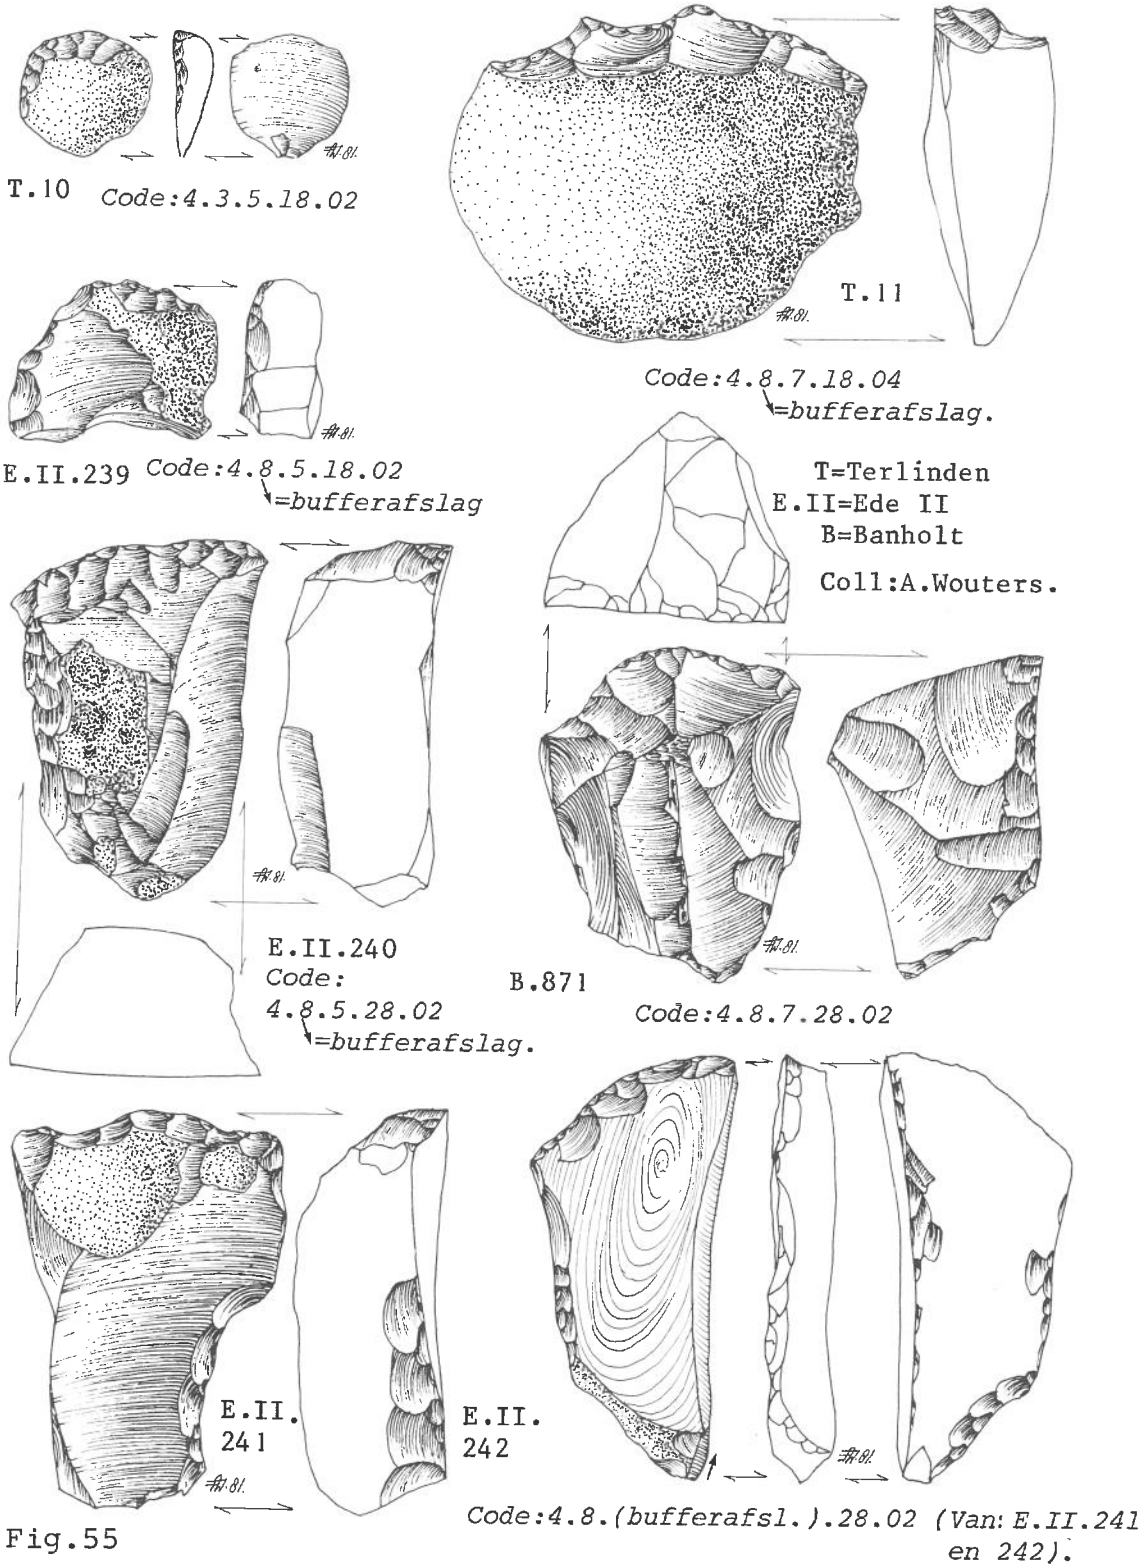 T.10 Code:4.3.5.18.02
T.11
Code:4.8.7.18.04
=bufferafslag.
E.II.239 Code:4.8.5.18.02
=bufferafslag
T=Terlinden
E.II=Ede II
B=Banholt
Coll:A.Wouters.
E.II.240
Code:
4.8.5.28.02
=bufferafslag.
B.871
Code:4.8.7.28.02
E.II.
241
E.II.
242
Code:4.8.(bufferafsl.).28.02 (Van: E.II.241
en 242).
Fig.55